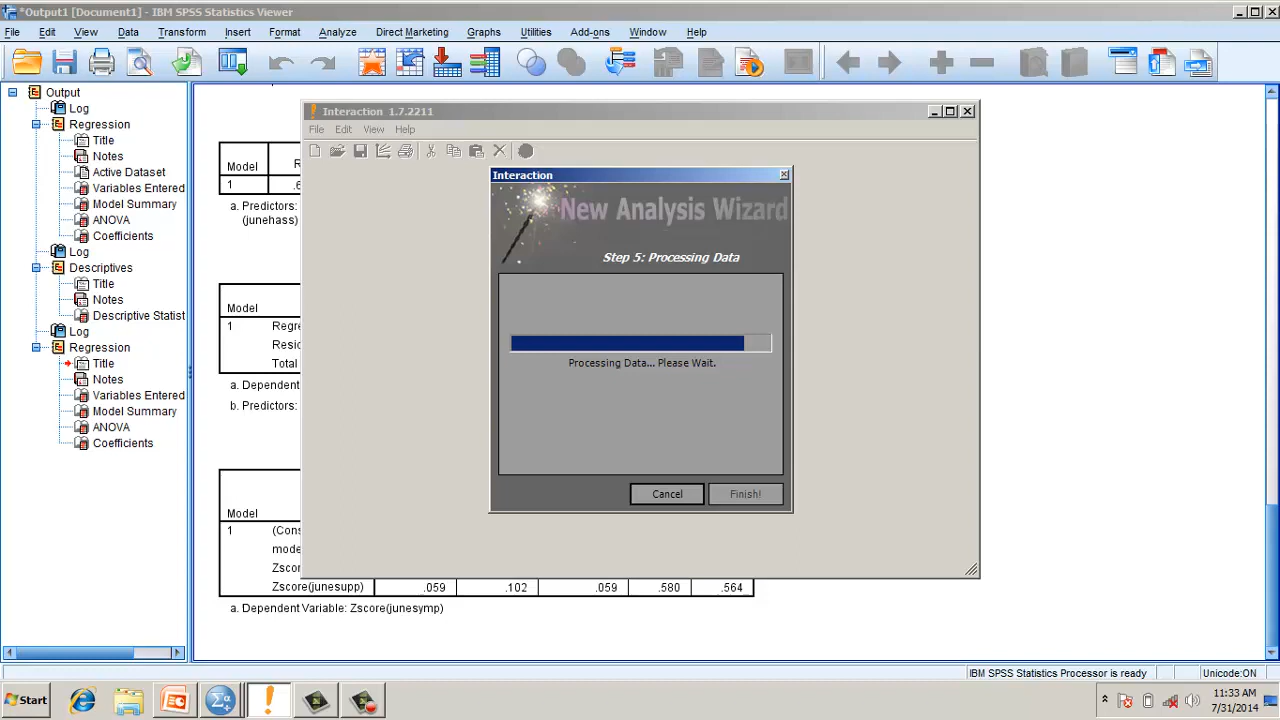 *Output1 [Document1] - IBM SPSS Statistics Viewer
File Edit View Data Transform Insert Format Analyze Direct Marketing Graphs Utilities Add-ons Window Help
Output
Log
Regression
Title
Notes
Active Dataset
Variables Entered
Model Summary
ANOVA
Coefficients
Log
Descriptives
Title
Notes
Descriptive Statist
Log
Regression
Title
Notes
Variables Entered
Model Summary
ANOVA
Coefficients
Model R
1 .6
a. Predictors:
(junehass)
Model
1 Regre
Resid
Total
a. Dependent
b. Predictors:
Model
1 (Cons
mode
Zsco
Zscore(junesupp) .059 .102 .059 .580 .564
a. Dependent Variable: Zscore(junesymp)
Interaction 1.7.2211
File Edit View Help
Interaction
New Analysis Wizard
Step 5: Processing Data
Processing Data... Please Wait.
Cancel Finish!
IBM SPSS Statistics Processor is ready Unicode:ON
Start
11:33 AM
7/31/2014